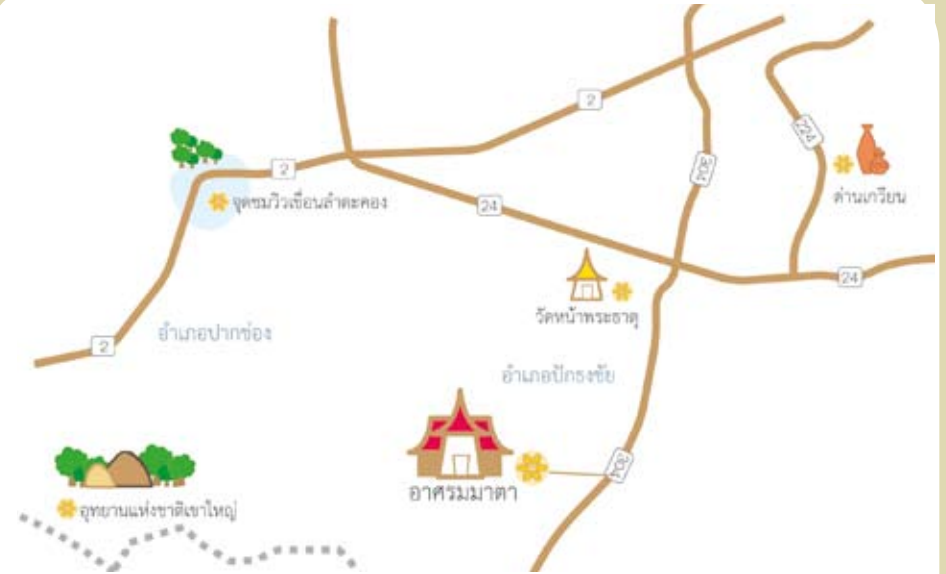 2
304
224
2
ด่านเกวียน
จุดชมวิวเขื่อนลำตะคอง
24
24
วัดหน้าพระธาตุ
อำเภอปากช่อง
2
อำเภอปักธงชัย
304
อาศรมมาตา
อุทยานแห่งชาติเขาใหญ่